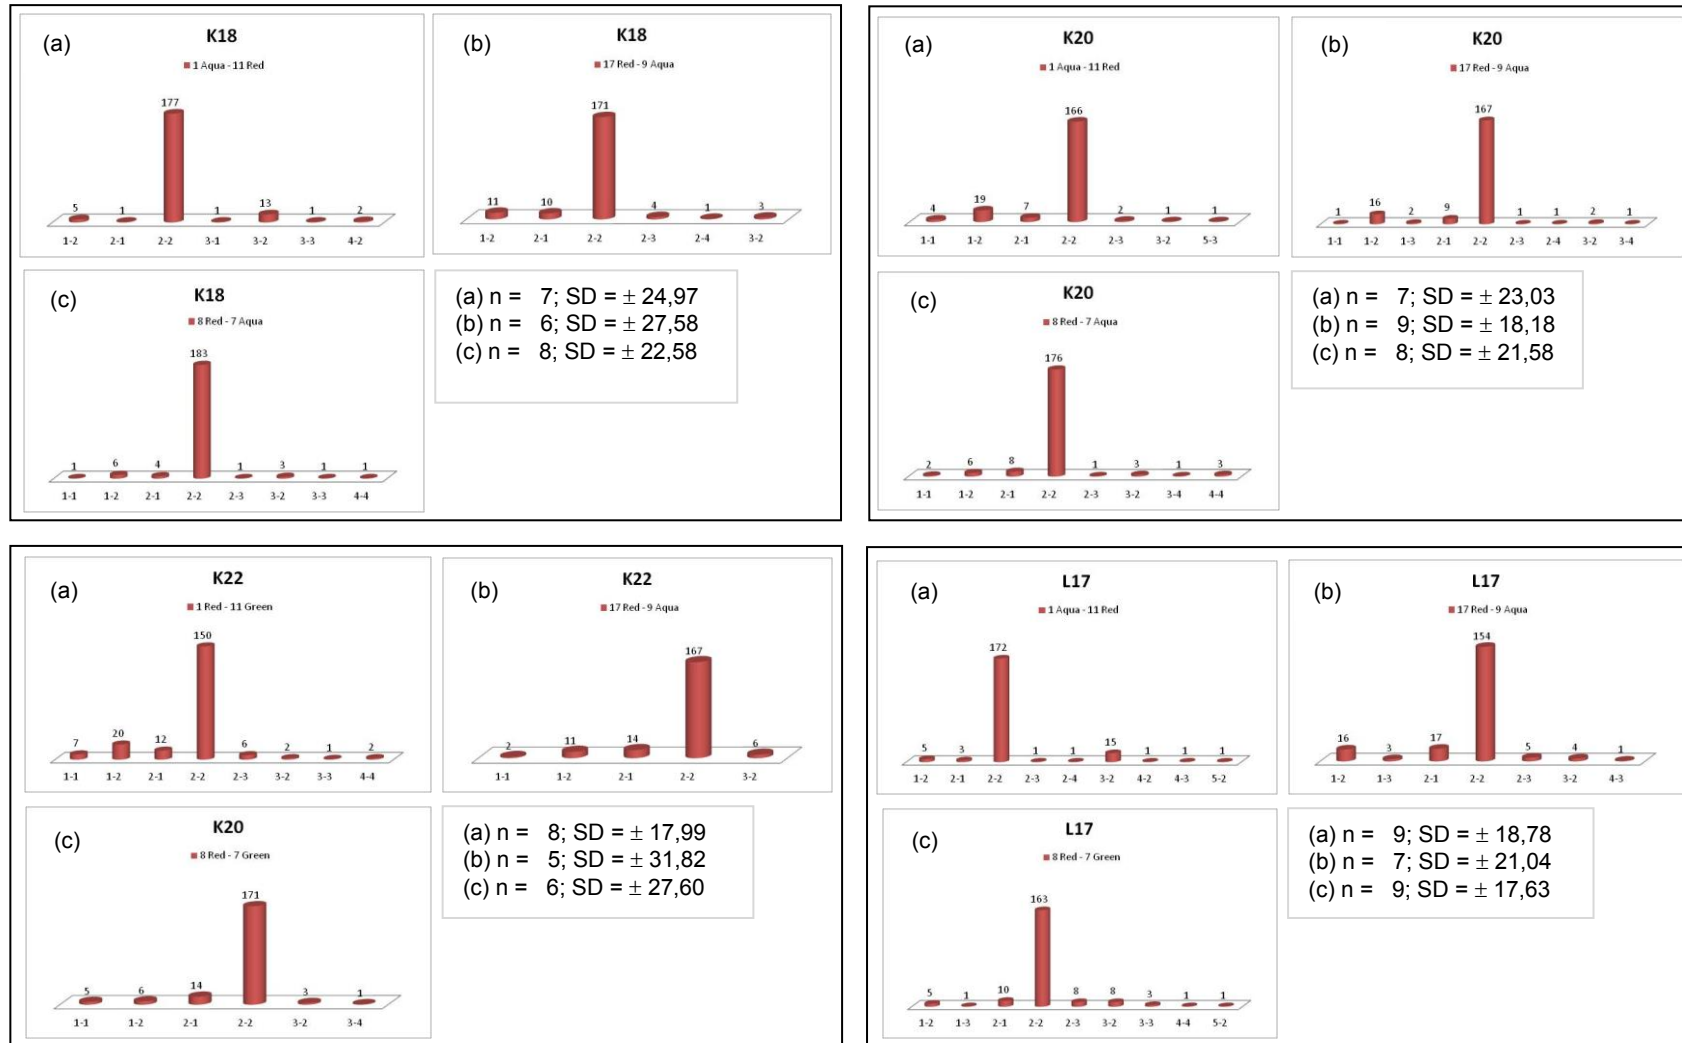 (a)
K18
1 Aqua - 11 Red
177
5 1 1 13 1 2
1-2 2-1 2-2 3-1 3-2 3-3 4-2
(b)
K18
17 Red - 9 Aqua
171
11 10 4 1 3
1-2 2-1 2-2 2-3 2-4 3-2
(c)
K18
8 Red - 7 Aqua
183
1 6 4 1 3 1 1
1-1 1-2 2-1 2-2 2-3 3-2 3-3 4-4
(a) n = 7; SD = ± 24,97
(b) n = 6; SD = ± 27,58
(c) n = 8; SD = ± 22,58
(a)
K20
1 Aqua - 11 Red
166
4 19 7 2 1 1
1-1 1-2 2-1 2-2 2-3 3-2 5-3
(b)
K20
17 Red - 9 Aqua
167
1 16 2 9 1 1 2 1
1-1 1-2 1-3 2-1 2-2 2-3 2-4 3-2 3-4
(c)
K20
8 Red - 7 Aqua
176
2 6 8 1 3 1 3
1-1 1-2 2-1 2-2 2-3 3-2 3-4 4-4
(a) n = 7; SD = ± 23,03
(b) n = 9; SD = ± 18,18
(c) n = 8; SD = ± 21,58
(a)
K22
1 Red - 11 Green
150
7 20 12 6 2 1 2
1-1 1-2 2-1 2-2 2-3 3-2 3-3 4-4
(b)
K22
17 Red - 9 Aqua
167
2 11 14 6
1-1 1-2 2-1 2-2 3-2
(c)
K20
8 Red - 7 Green
171
5 6 14 3 1
1-1 1-2 2-1 2-2 3-2 3-4
(a) n = 8; SD = ± 17,99
(b) n = 5; SD = ± 31,82
(c) n = 6; SD = ± 27,60
(a)
L17
1 Aqua - 11 Red
172
5 3 1 1 15 1 1 1
1-2 2-1 2-2 2-3 2-4 3-2 4-2 4-3 5-2
(b)
L17
17 Red - 9 Aqua
154
16 3 17 5 4 1
1-2 1-3 2-1 2-2 2-3 3-2 4-3
(c)
L17
8 Red - 7 Green
163
5 1 10 8 8 3 1 1
1-2 1-3 2-1 2-2 2-3 3-2 3-3 4-4 5-2
(a) n = 9; SD = ± 18,78
(b) n = 7; SD = ± 21,04
(c) n = 9; SD = ± 17,63